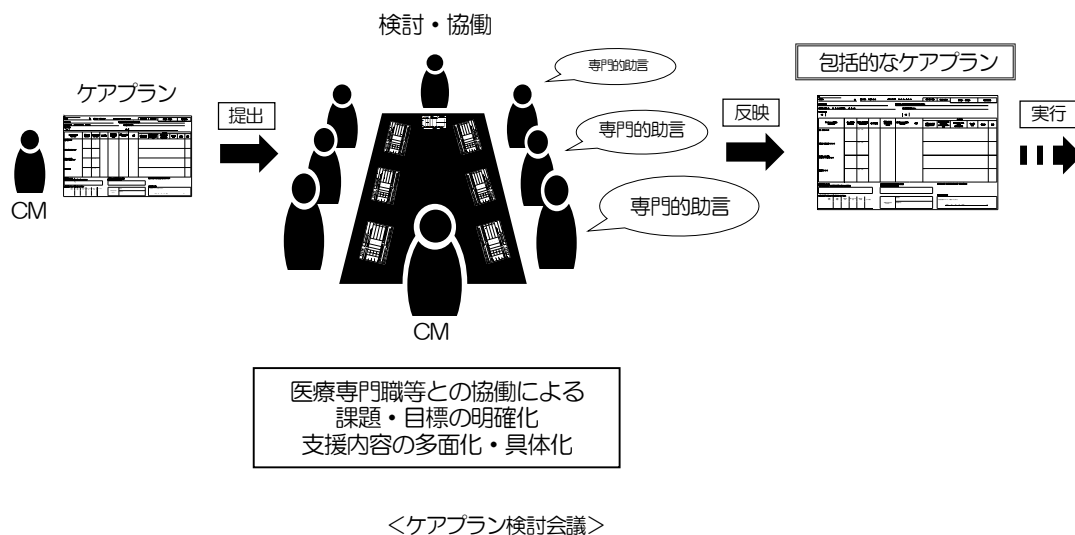 検討・協働
専門的助言
包括的なケアプラン
ケアプラン
提出
専門的助言
反映
実行
専門的助言
CM
CM
医療専門職等との協働による
課題・目標の明確化
支援内容の多面化・具体化
＜ケアプラン検討会議＞